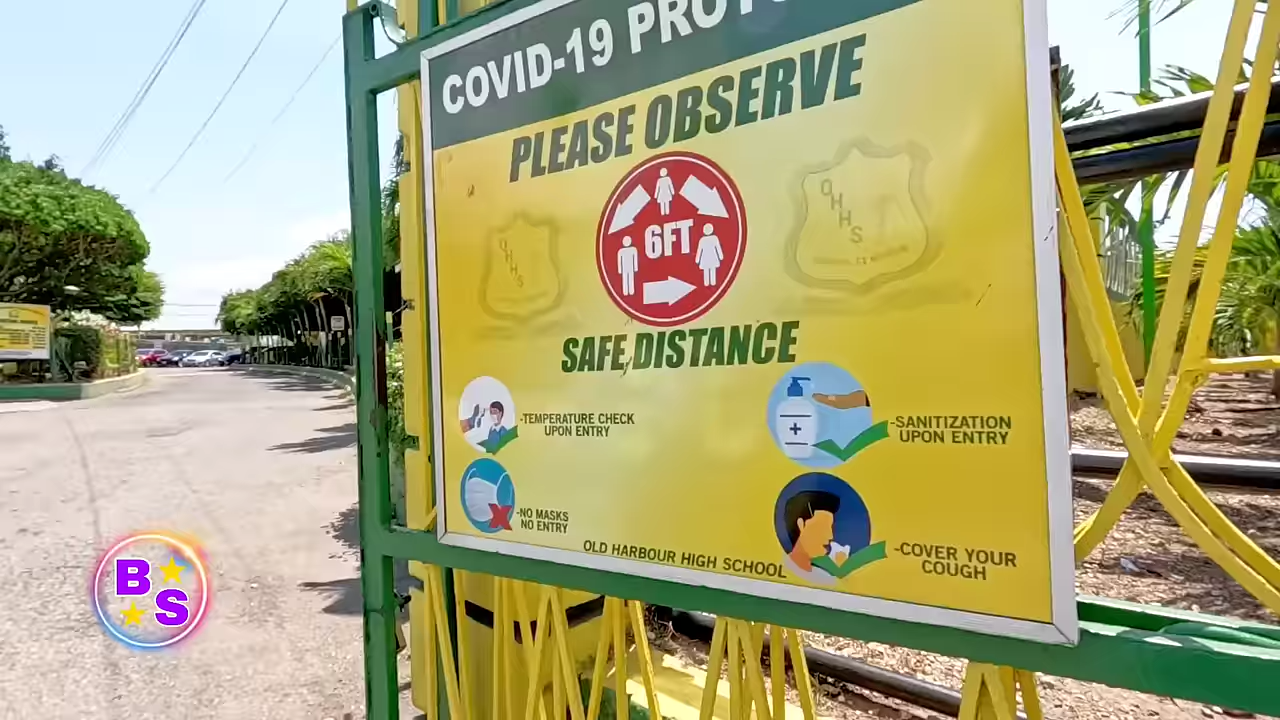 COVID-19
PLEASE OBSERVE
6FT
OHHS
OHHS
SAFE DISTANCE
-TEMPERATURE CHECK
UPON ENTRY
-SANITIZATION
UPON ENTRY
-NO MASKS
NO ENTRY
-COVER YOUR
COUGH
OLD HARBOUR HIGH SCHOOL
B
S